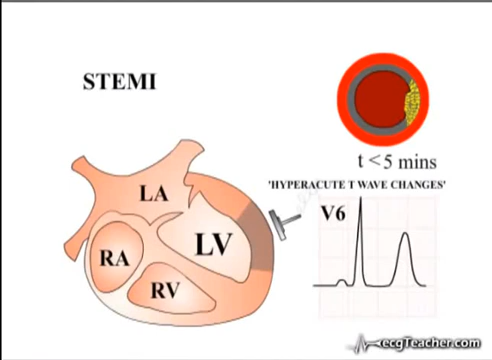 STEMI
t < 5 mins
'HYPERACUTE T WAVE CHANGES'
V6
LA
LV
RA
RV
ecgTeacher.com